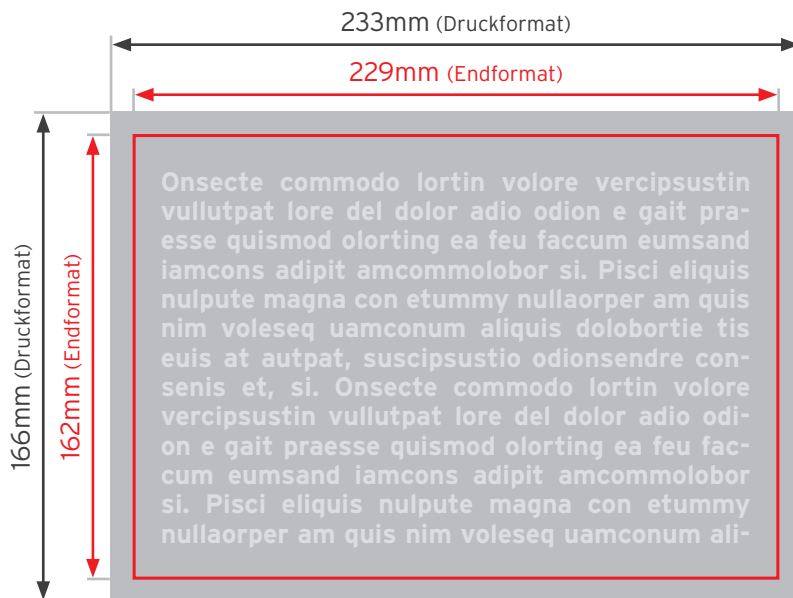 233mm (Druckformat)
229mm (Endformat)
166mm (Druckformat)
162mm (Endformat)
Onsecte commodo lortin volore vercipsustin
vullutpat lore del dolor adio odion e gait pra-
esse quismod olorting ea feu faccum eumsand
iamcons adipit amcommolobor si. Pisci eliquis
nulpute magna con etummy nullaorper am quis
nim voleseq uamconum aliquis dolobortie tis
euis at autpat, suscipsustio odionsendre con-
senis et, si. Onsecte commodo lortin volore
vercipsustin vullutpat lore del dolor adio odi-
on e gait praesse quismod olorting ea feu fac-
cum eumsand iamcons adipit amcommolobor
si. Pisci eliquis nulpute magna con etummy
nullaorper am quis nim voleseq uamconum ali-